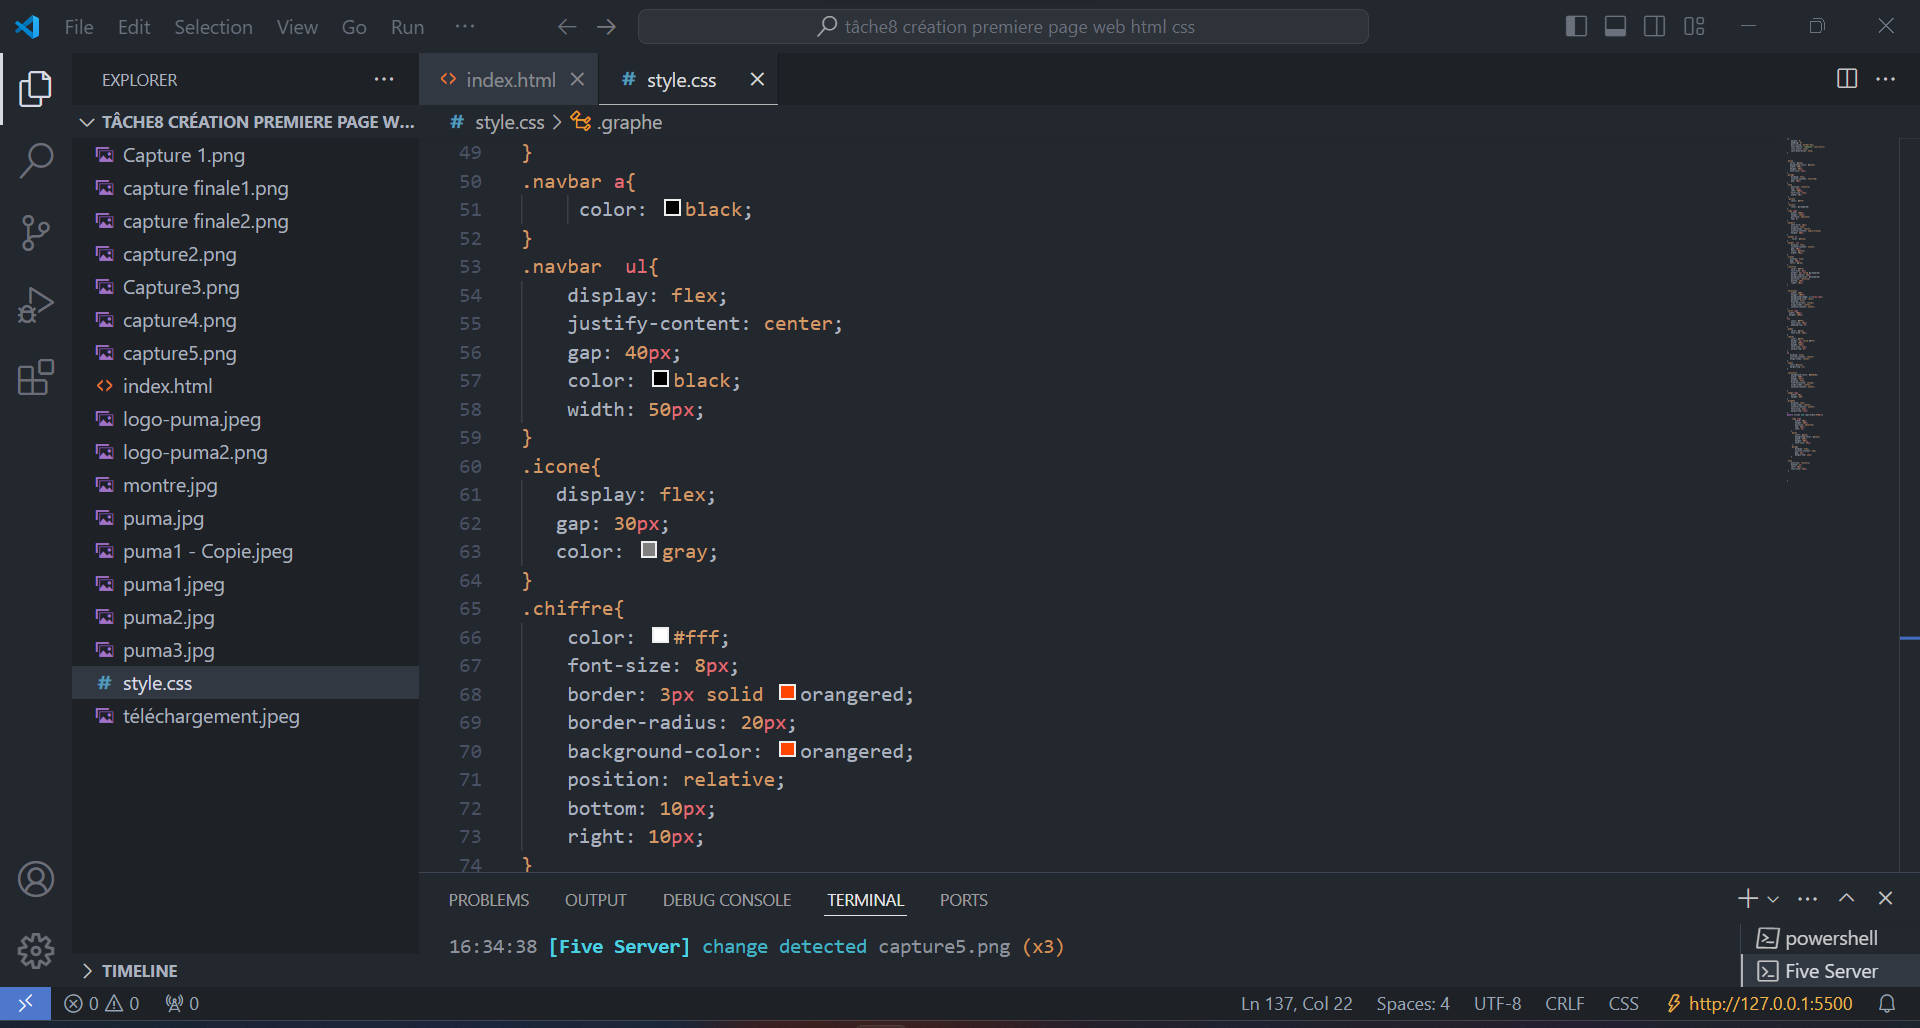 File Edit Selection View Go Run ···
tâche8 création premiere page web html css
EXPLORER
TÂCHE8 CRÉATION PREMIERE PAGE W...
Capture 1.png
capture finale1.png
capture finale2.png
capture2.png
Capture3.png
capture4.png
capture5.png
index.html
logo-puma.jpeg
logo-puma2.png
montre.jpg
puma.jpg
puma1 - Copie.jpeg
puma1.jpeg
puma2.jpg
puma3.jpg
style.css
téléchargement.jpeg
TIMELINE
index.html
# style.css
# style.css > .graphe
49 }
50 .navbar a{
51 color: black;
52 }
53 .navbar  ul{
54 display: flex;
55 justify-content: center;
56 gap: 40px;
57 color: black;
58 width: 50px;
59 }
60 .icone{
61 display: flex;
62 gap: 30px;
63 color: gray;
64 }
65 .chiffre{
66 color: #fff;
67 font-size: 8px;
68 border: 3px solid orangered;
69 border-radius: 20px;
70 background-color: orangered;
71 position: relative;
72 bottom: 10px;
73 right: 10px;
74 }
PROBLEMS OUTPUT DEBUG CONSOLE TERMINAL PORTS
16:34:38 [Five Server] change detected capture5.png (x3)
powershell
Five Server
0 0 0
Ln 137, Col 22 Spaces: 4 UTF-8 CRLF CSS http://127.0.0.1:5500